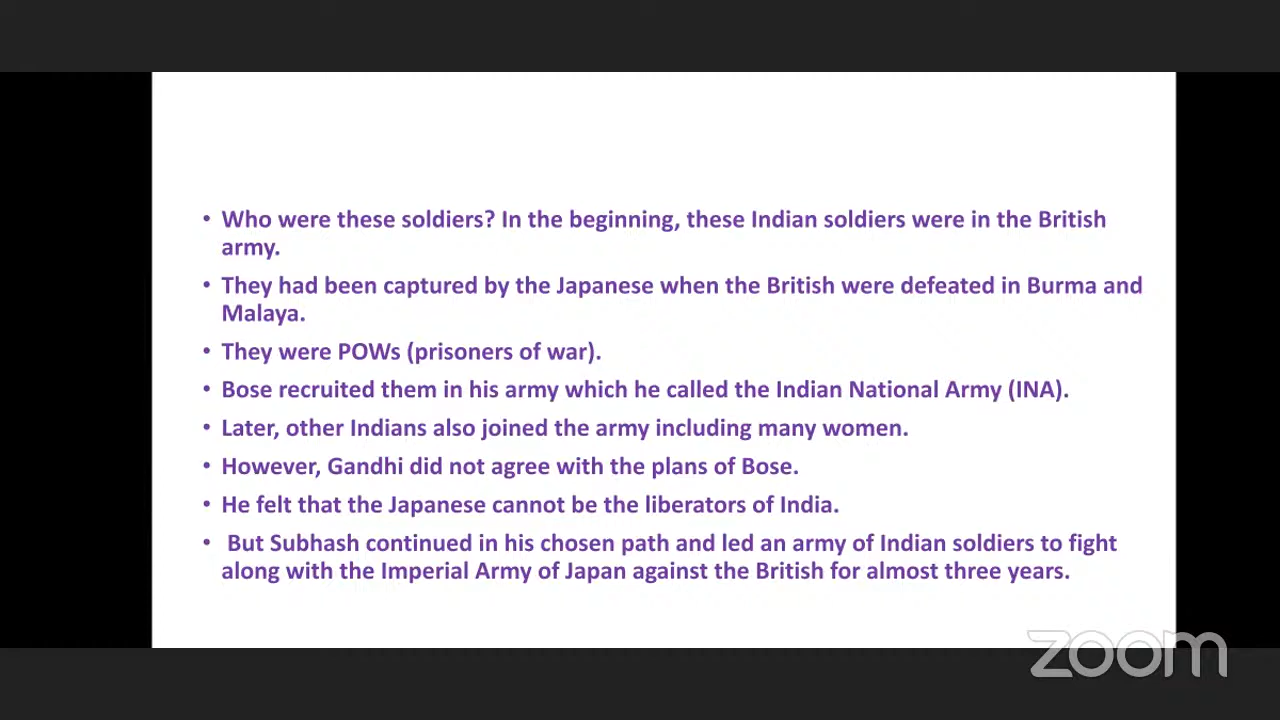 • Who were these soldiers? In the beginning, these Indian soldiers were in the British
army.
• They had been captured by the Japanese when the British were defeated in Burma and
Malaya.
• They were POWs (prisoners of war).
• Bose recruited them in his army which he called the Indian National Army (INA).
• Later, other Indians also joined the army including many women.
• However, Gandhi did not agree with the plans of Bose.
• He felt that the Japanese cannot be the liberators of India.
• But Subhash continued in his chosen path and led an army of Indian soldiers to fight
along with the Imperial Army of Japan against the British for almost three years.
zoom